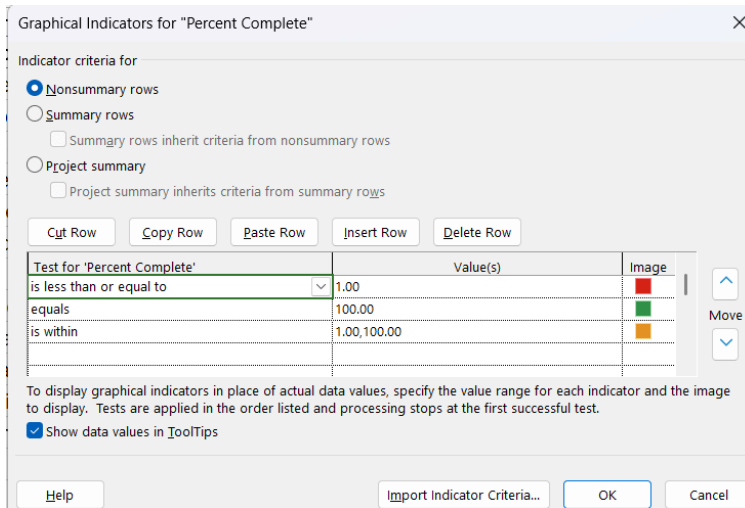 Graphical Indicators for "Percent Complete"
Indicator criteria for
Nonsummary rows
Summary rows
Summary rows inherit criteria from nonsummary rows
Project summary
Project summary inherits criteria from summary rows
Cut Row Copy Row Paste Row Insert Row Delete Row
Test for 'Percent Complete' Value(s) Image
is less than or equal to 1.00
equals 100.00
Move
is within 1.00,100.00
To display graphical indicators in place of actual data values, specify the value range for each indicator and the image
to display. Tests are applied in the order listed and processing stops at the first successful test.
Show data values in ToolTips
Help Import Indicator Criteria... OK Cancel